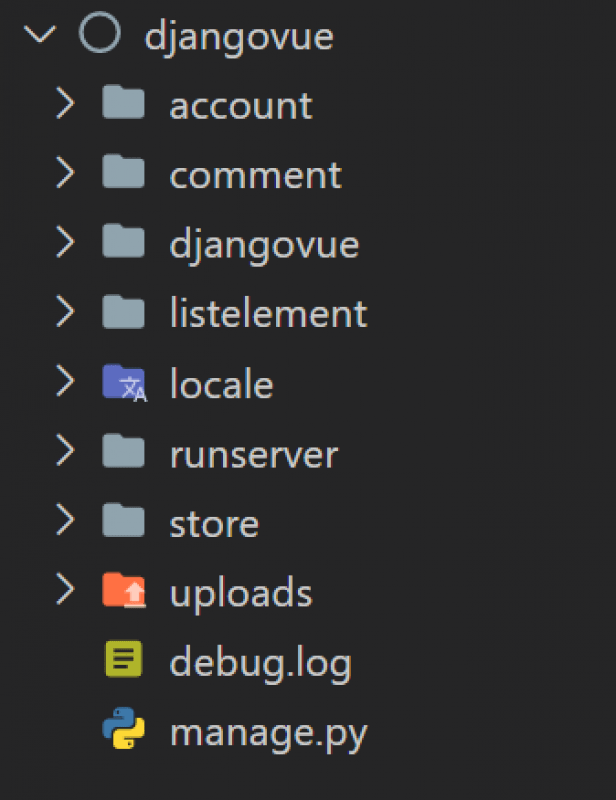 djangovue
account
comment
djangovue
listelement
locale
runserver
store
uploads
debug.log
manage.py